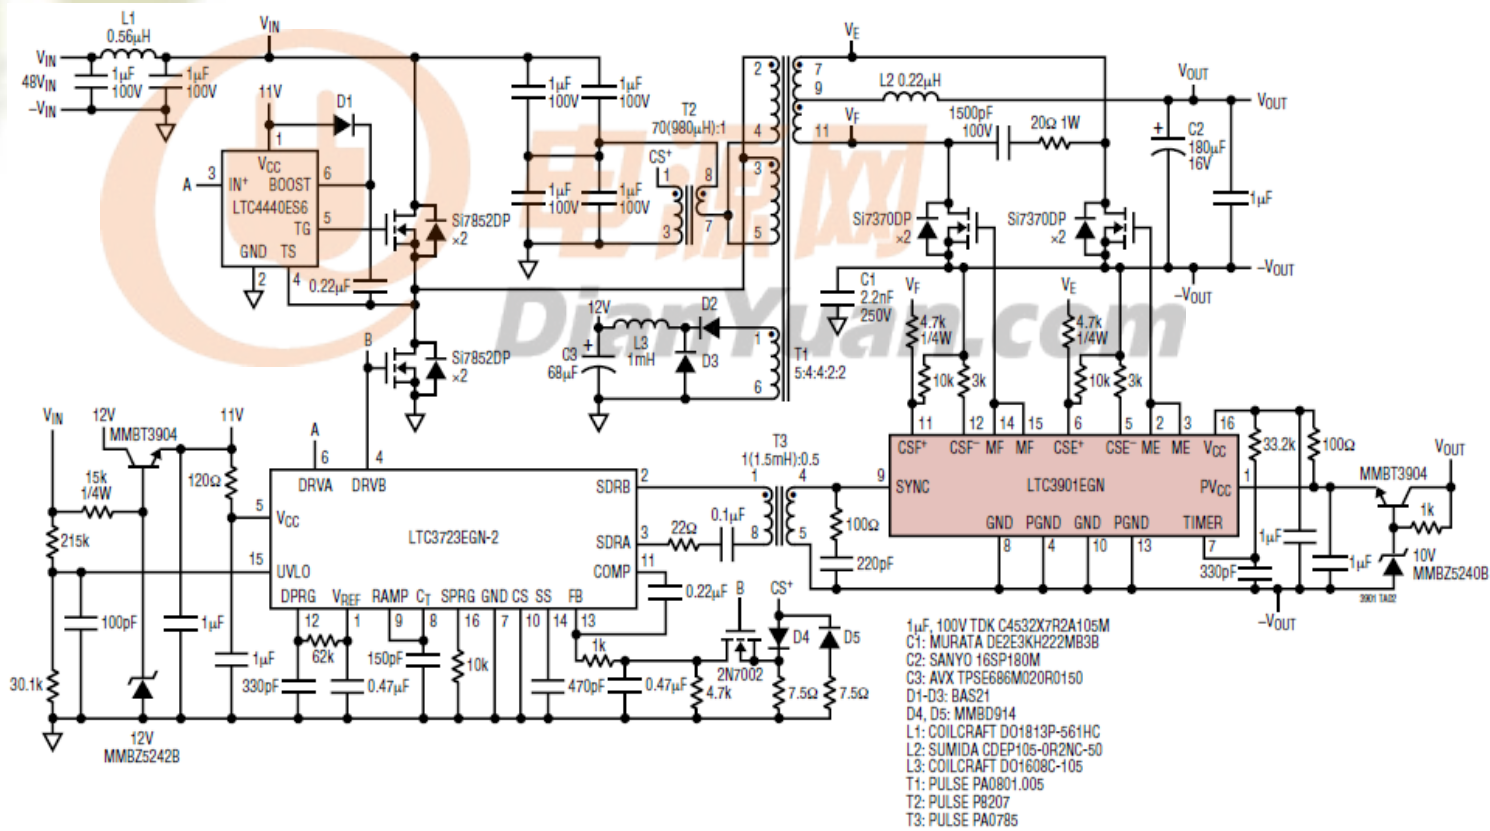 L1
0.56µH
VIN
VIN
48VIN
–VIN
1µF
100V
1µF
100V
11V
D1
1
VCC
A
3
IN+
BOOST
6
LTC4440ES6
TG
5
GND
TS
2
4
0.22µF
Si7852DP
×2
B
Si7852DP
×2
1µF
100V
1µF
100V
1µF
100V
1µF
100V
T2
70(980µH):1
CS+
1
8
3
7
2
4
3
5
1
6
T1
5:4:4:2:2
12V
+
C3
68µF
L3
1mH
D2
D3
7
9
11
VE
VF
L2 0.22µH
1500pF
100V
20Ω 1W
VOUT
VOUT
+
C2
180µF
16V
1µF
Si7370DP
×2
Si7370DP
×2
–VOUT
–VOUT
C1
2.2nF
250V
VF
4.7k
1/4W
10k
3k
VE
4.7k
1/4W
10k
3k
11
12
14
15
6
5
2
3
16
CSF+
CSF–
MF
MF
CSE+
CSE–
ME
ME
VCC
9
SYNC
LTC3901EGN
PVCC
1
GND
PGND
GND
PGND
TIMER
8
4
10
13
7
33.2k
100Ω
1µF
330pF
1µF
MMBT3904
VOUT
1k
10V
MMBZ5240B
3901 TA02
–VOUT
VIN
12V
MMBT3904
11V
15k
1/4W
120Ω
215k
30.1k
100pF
1µF
1µF
12V
MMBZ5242B
A
6
DRVA
4
DRVB
5
VCC
15
UVLO
LTC3723EGN-2
SDRB
2
SDRA
3
COMP
11
DPRG
VREF
RAMP
CT
SPRG
GND
CS
SS
FB
12
1
9
8
16
7
10
14
13
62k
330pF
0.47µF
150pF
10k
470pF
1k
0.47µF
4.7k
0.22µF
B
2N7002
CS+
D4
D5
7.5Ω
7.5Ω
22Ω
0.1µF
T3
1(1.5mH):0.5
1
4
8
5
100Ω
220pF
1µF, 100V TDK C4532X7R2A105M
C1: MURATA DE2E3KH222MB3B
C2: SANYO 16SP180M
C3: AVX TPSE686M020R0150
D1-D3: BAS21
D4, D5: MMBD914
L1: COILCRAFT DO1813P-561HC
L2: SUMIDA CDEP105-0R2NC-50
L3: COILCRAFT DO1608C-105
T1: PULSE PA0801.005
T2: PULSE P8207
T3: PULSE PA0785
电源网
DianYuan.com